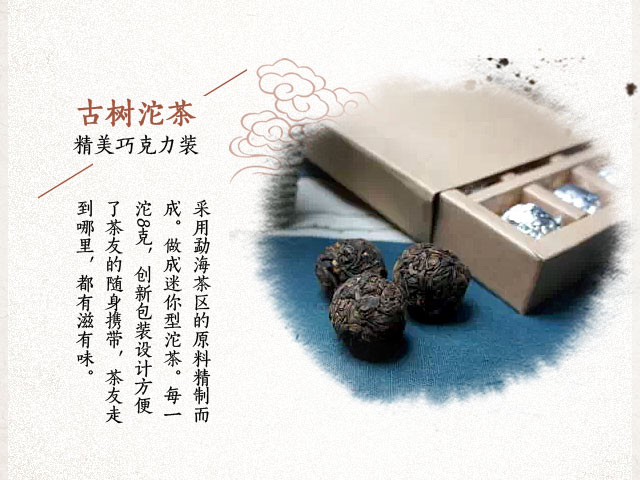 古树沱茶
精美巧克力装
采用勐海茶区的原料精制而
成。做成迷你型沱茶。每一
沱8克，创新包装设计方便
了茶友的随身携带，茶友走
到哪里，都有滋有味。